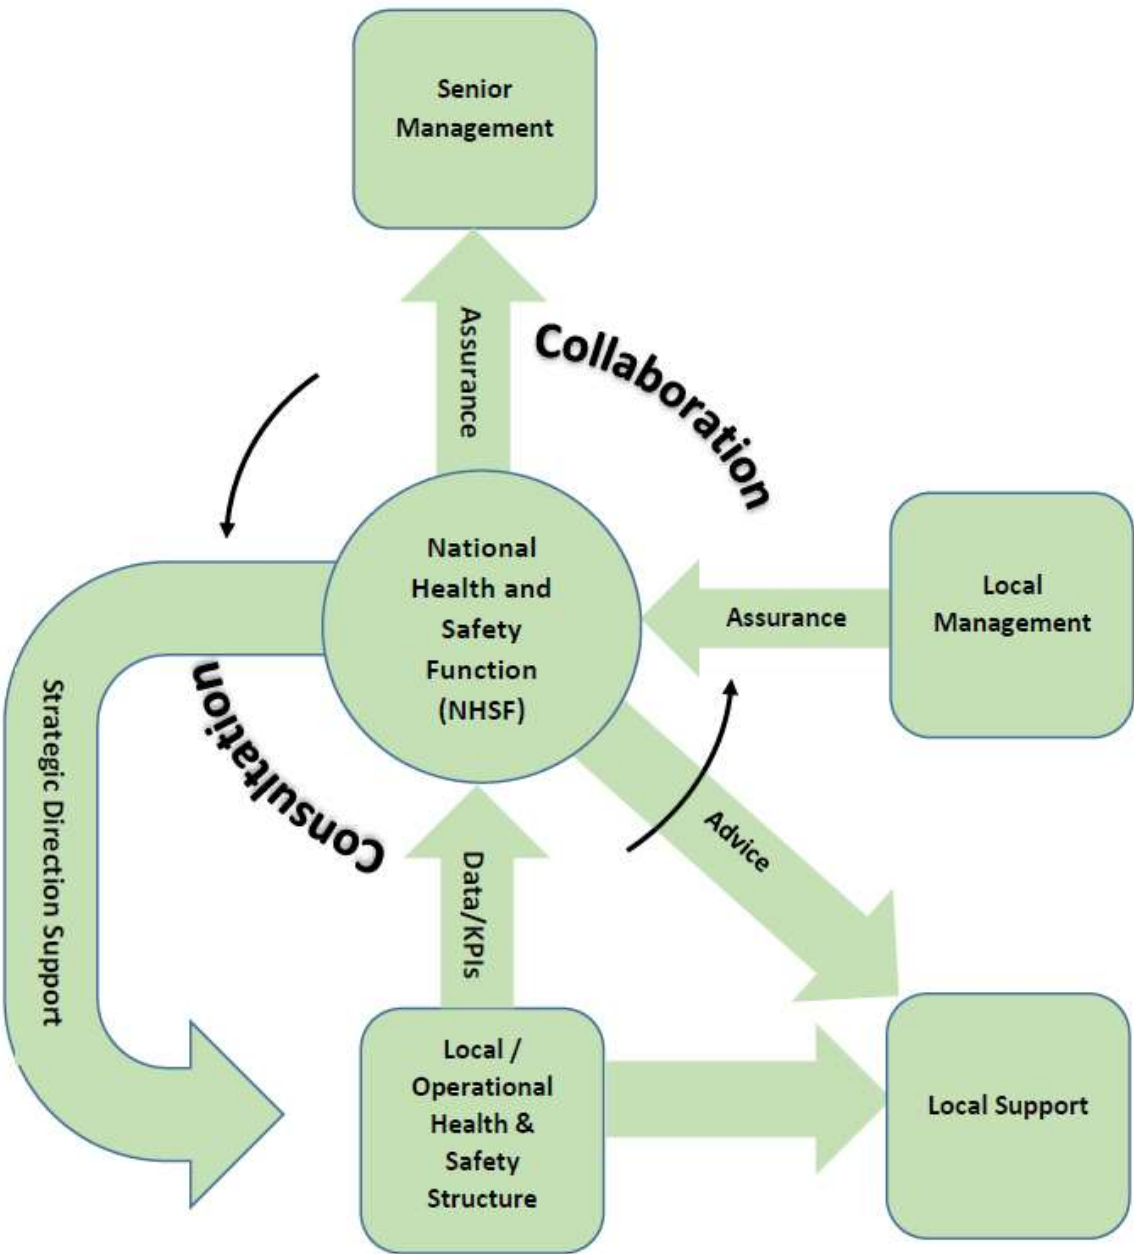 Senior
Management
Assurance
Collaboration
National
Health and
Safety
Function
(NHSF)
Assurance
Local
Management
Strategic Direction Support
Consultation
Data/KPIs
Advice
Local /
Operational
Health &
Safety
Structure
Local Support